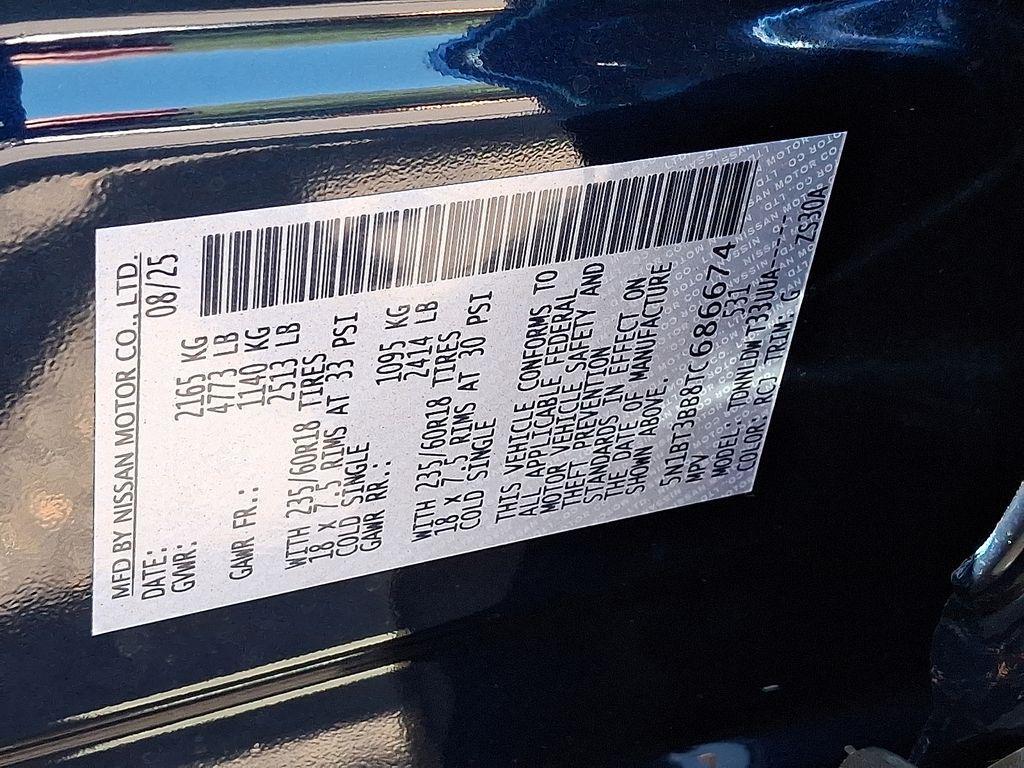 MFD BY NISSAN MOTOR CO., LTD.
DATE: 08/25
GVWR: 2165 KG
4773 LB
GAWR FR.: 1140 KG
2513 LB
WITH 235/60R18 TIRES
18 X 7.5 RIMS AT 33 PSI
COLD SINGLE
GAWR RR.: 1095 KG
2414 LB
WITH 235/60R18 TIRES
18 X 7.5 RIMS AT 30 PSI
COLD SINGLE
THIS VEHICLE CONFORMS TO
ALL APPLICABLE FEDERAL
MOTOR VEHICLE SAFETY AND
THEFT PREVENTION
STANDARDS IN EFFECT ON
THE DATE OF MANUFACTURE
SHOWN ABOVE.
5N1BT3BB8TC686674
MPV 531
MODEL: TDNNLDW T33UUA-----
COLOR: RCJ TRIM: G ZS30A